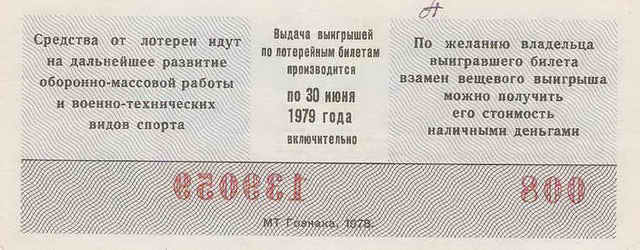 Средства от лотереи идут
на дальнейшее развитие
оборонно-массовой работы
и военно-технических
видов спорта
Выдача выигрышей
по лотерейным билетам
производится
по 30 июня
1979 года
включительно
По желанию владельца
выигравшего билета
взамен вещевого выигрыша
можно получить
его стоимость
наличными деньгами
МТ Гознака, 1978.